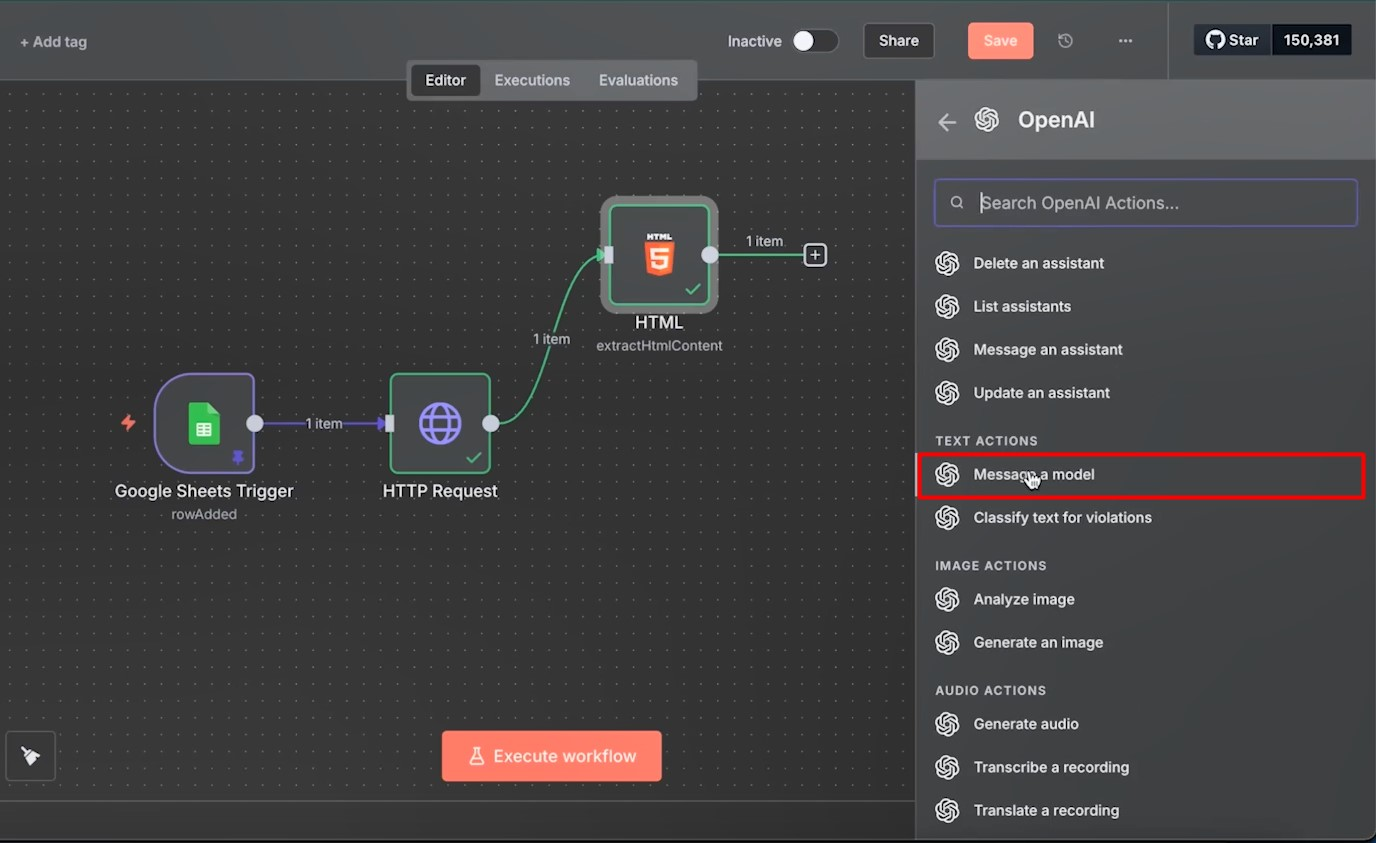 + Add tag
Inactive
Share
Save
Star
150,381
Editor
Executions
Evaluations
OpenAI
Search OpenAI Actions...
Delete an assistant
List assistants
Message an assistant
Update an assistant
TEXT ACTIONS
Message a model
Classify text for violations
IMAGE ACTIONS
Analyze image
Generate an image
AUDIO ACTIONS
Generate audio
Transcribe a recording
Translate a recording
HTML
5
1 item
HTML
extractHtmlContent
1 item
1 item
Google Sheets Trigger
rowAdded
HTTP Request
Execute workflow